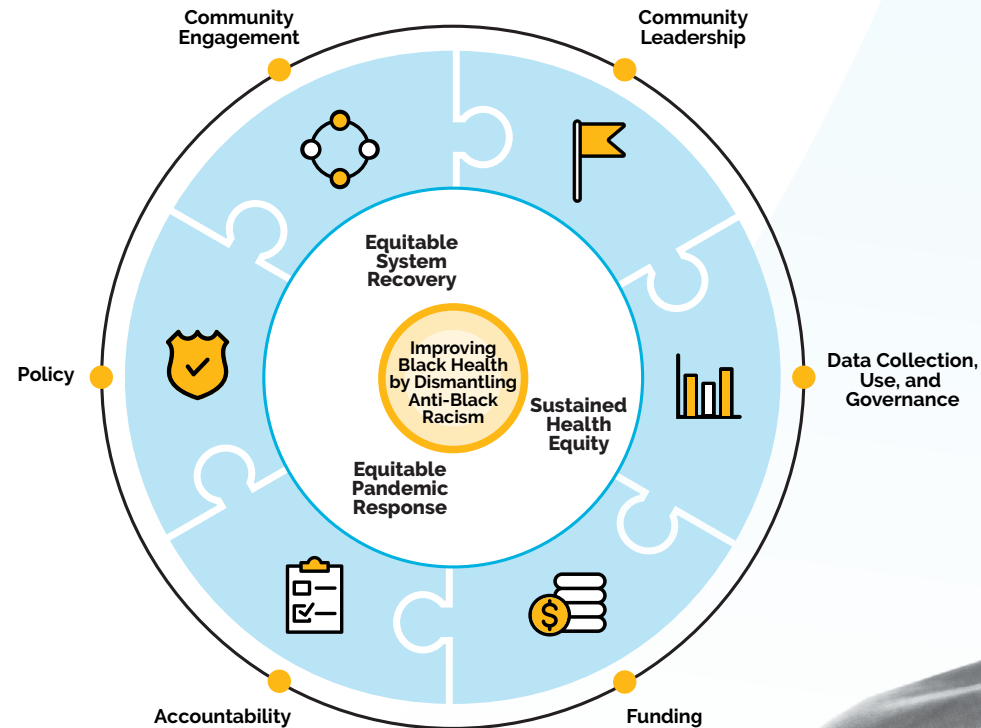 Community
Engagement
Community
Leadership
Equitable
System
Recovery
Improving
Black Health
by Dismantling
Anti-Black
Racism
Policy
Data Collection,
Use, and
Governance
Sustained
Health
Equity
Equitable
Pandemic
Response
$
Accountability
Funding